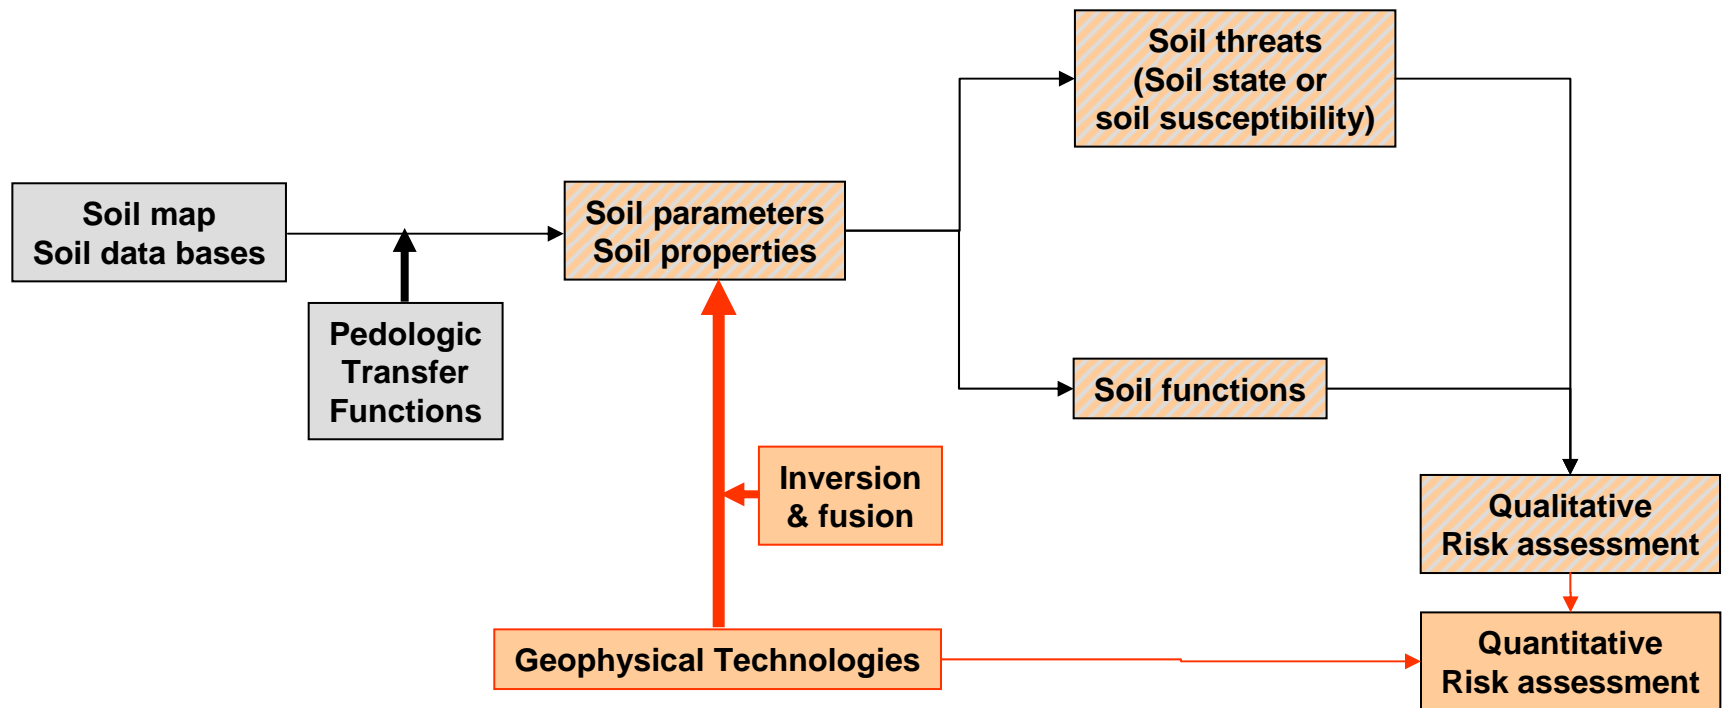 Soil threats
(Soil state or
soil susceptibility)
Soil map
Soil data bases
Soil parameters
Soil properties
Pedologic
Transfer
Functions
Soil functions
Inversion
& fusion
Qualitative
Risk assessment
Geophysical Technologies
Quantitative
Risk assessment